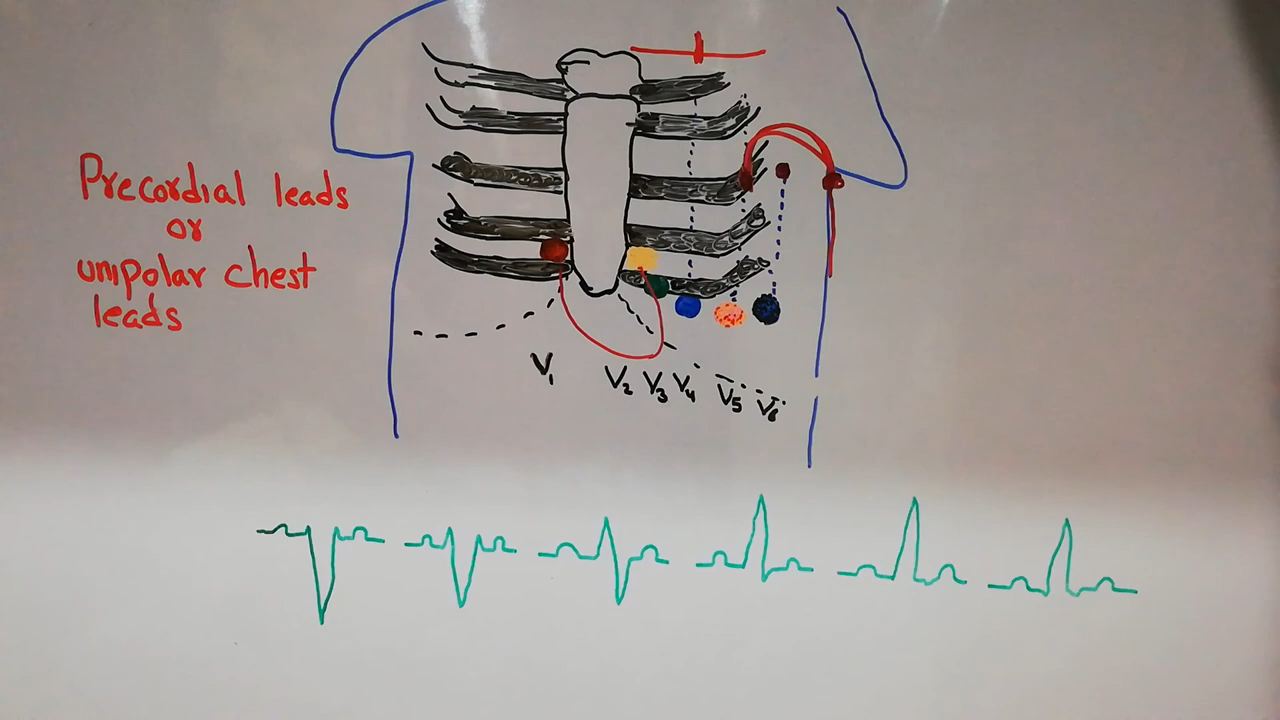 Precordial leads
or
unipolar chest
leads
V₁ V₂ V₃ V₄ V₅ V₆